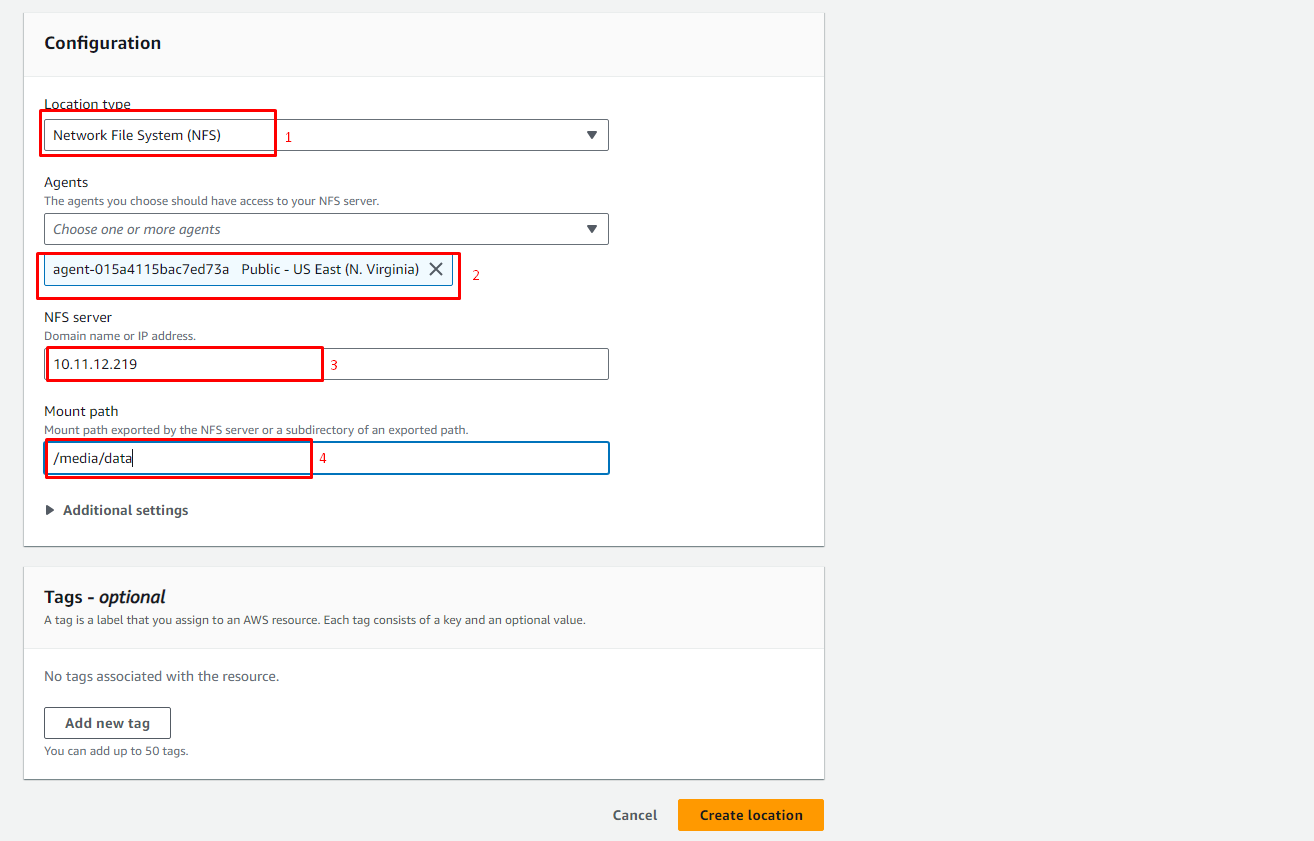 Configuration
Location type
Network File System (NFS)
1
Agents
The agents you choose should have access to your NFS server.
Choose one or more agents
agent-015a4115bac7ed73a Public - US East (N. Virginia)
2
NFS server
Domain name or IP address.
10.11.12.219
3
Mount path
Mount path exported by the NFS server or a subdirectory of an exported path.
/media/data
4
Additional settings
Tags - optional
A tag is a label that you assign to an AWS resource. Each tag consists of a key and an optional value.
No tags associated with the resource.
Add new tag
You can add up to 50 tags.
Cancel
Create location